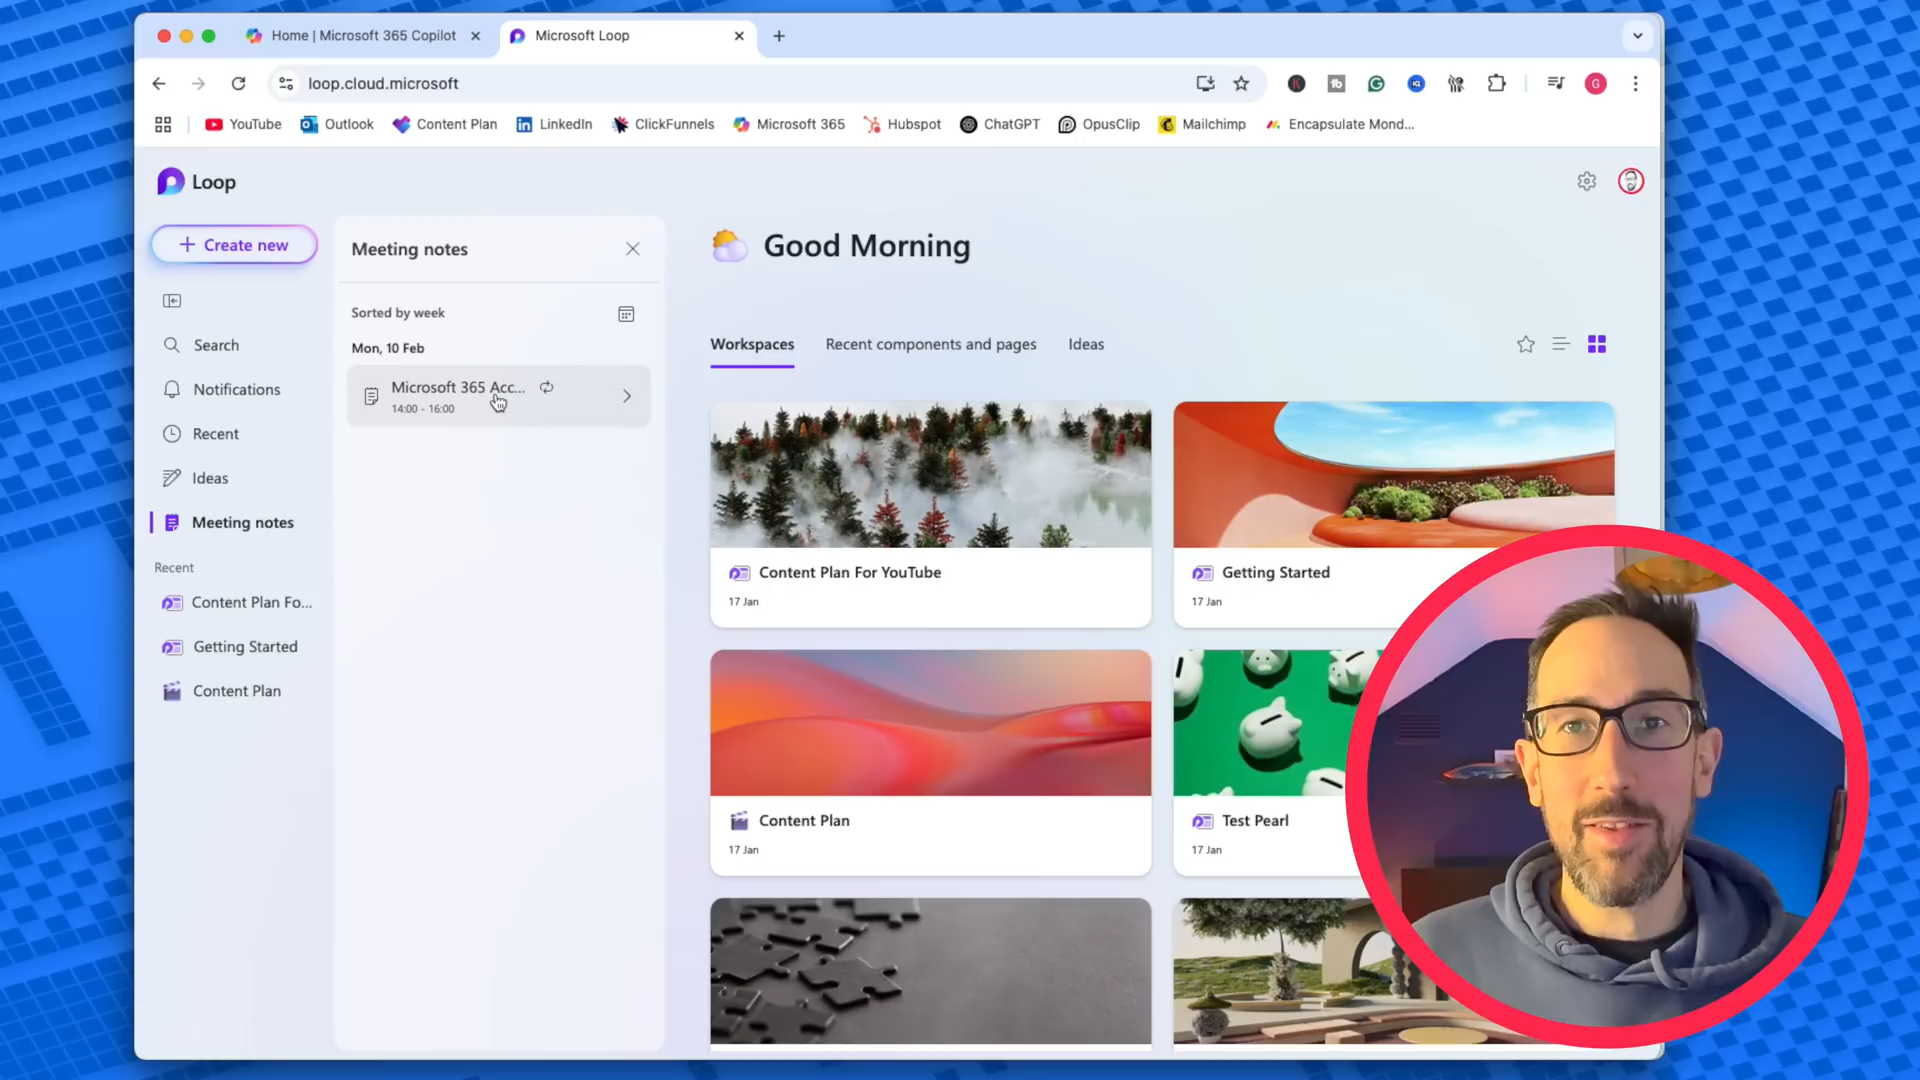 Home | Microsoft 365 Copilot
Microsoft Loop
loop.cloud.microsoft
YouTube
Outlook
Content Plan
LinkedIn
ClickFunnels
Microsoft 365
Hubspot
ChatGPT
OpusClip
Mailchimp
Encapsulate Mond...
G
Loop
Create new
Search
Notifications
Recent
Ideas
Meeting notes
Recent
Content Plan Fo...
Getting Started
Content Plan
Meeting notes
Sorted by week
Mon, 10 Feb
Microsoft 365 Acc...
14:00 - 16:00
Good Morning
Workspaces
Recent components and pages
Ideas
Content Plan For YouTube
17 Jan
Getting Started
17 Jan
Content Plan
17 Jan
Test Pearl
17 Jan